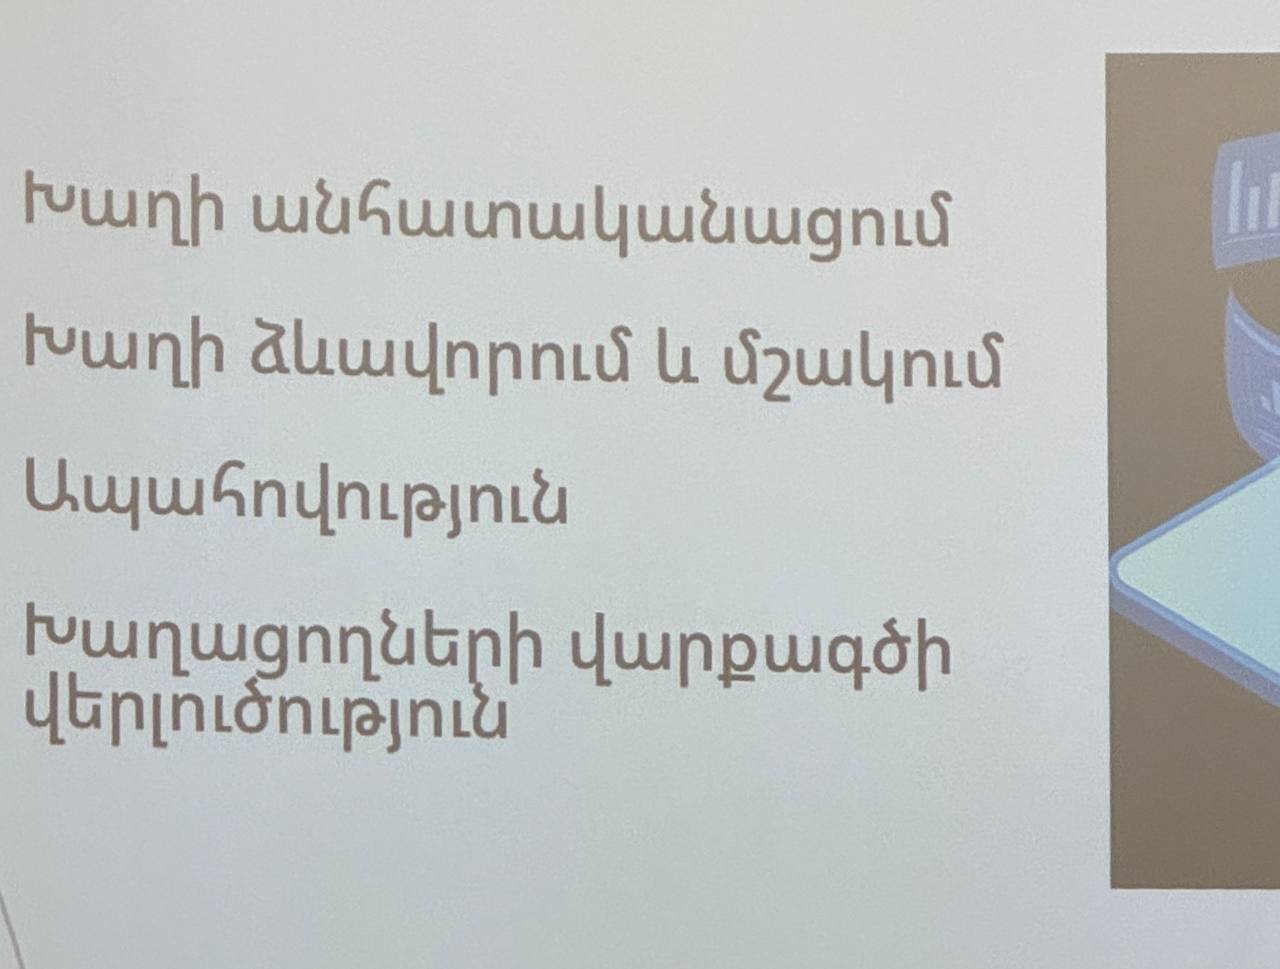 Խաղի անհատականացում
Խաղի ձևավորում և մշակում
Ապահովություն
Խաղացողների վարքագծի
վերլուծություն